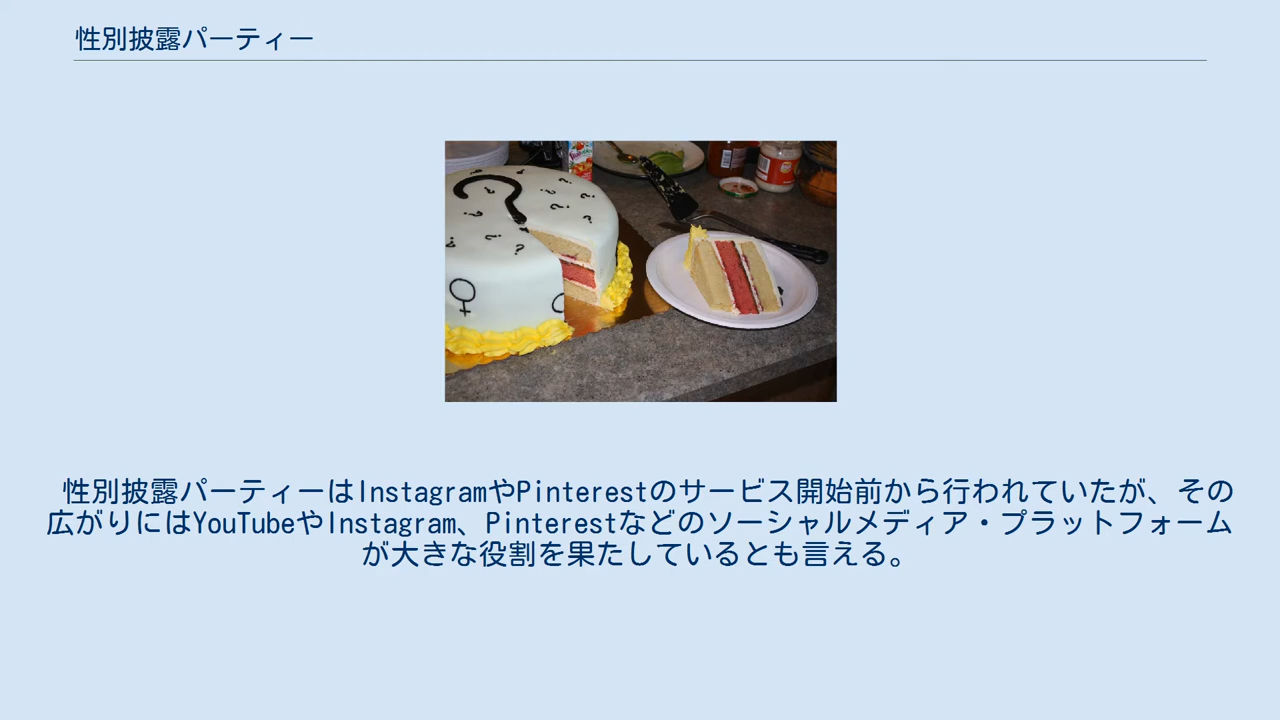 性別披露パーティー
性別披露パーティーはInstagramやPinterestのサービス開始前から行われていたが、その
広がりにはYouTubeやInstagram、Pinterestなどのソーシャルメディア・プラットフォーム
が大きな役割を果たしているとも言える。